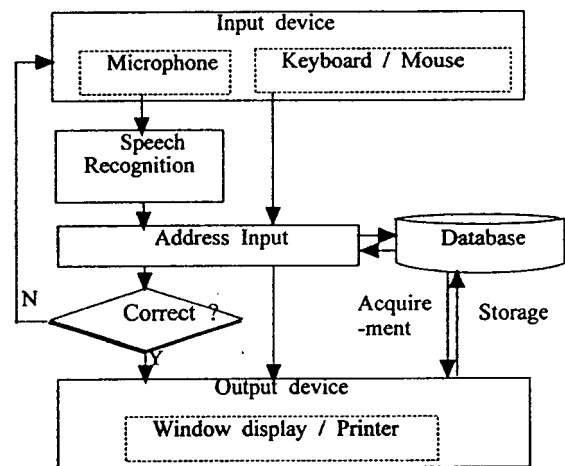 Input device
Microphone
Keyboard / Mouse
Speech
Recognition
Address Input
Database
N
Correct ?
Acquire
-ment
Storage
Y
Output device
Window display / Printer